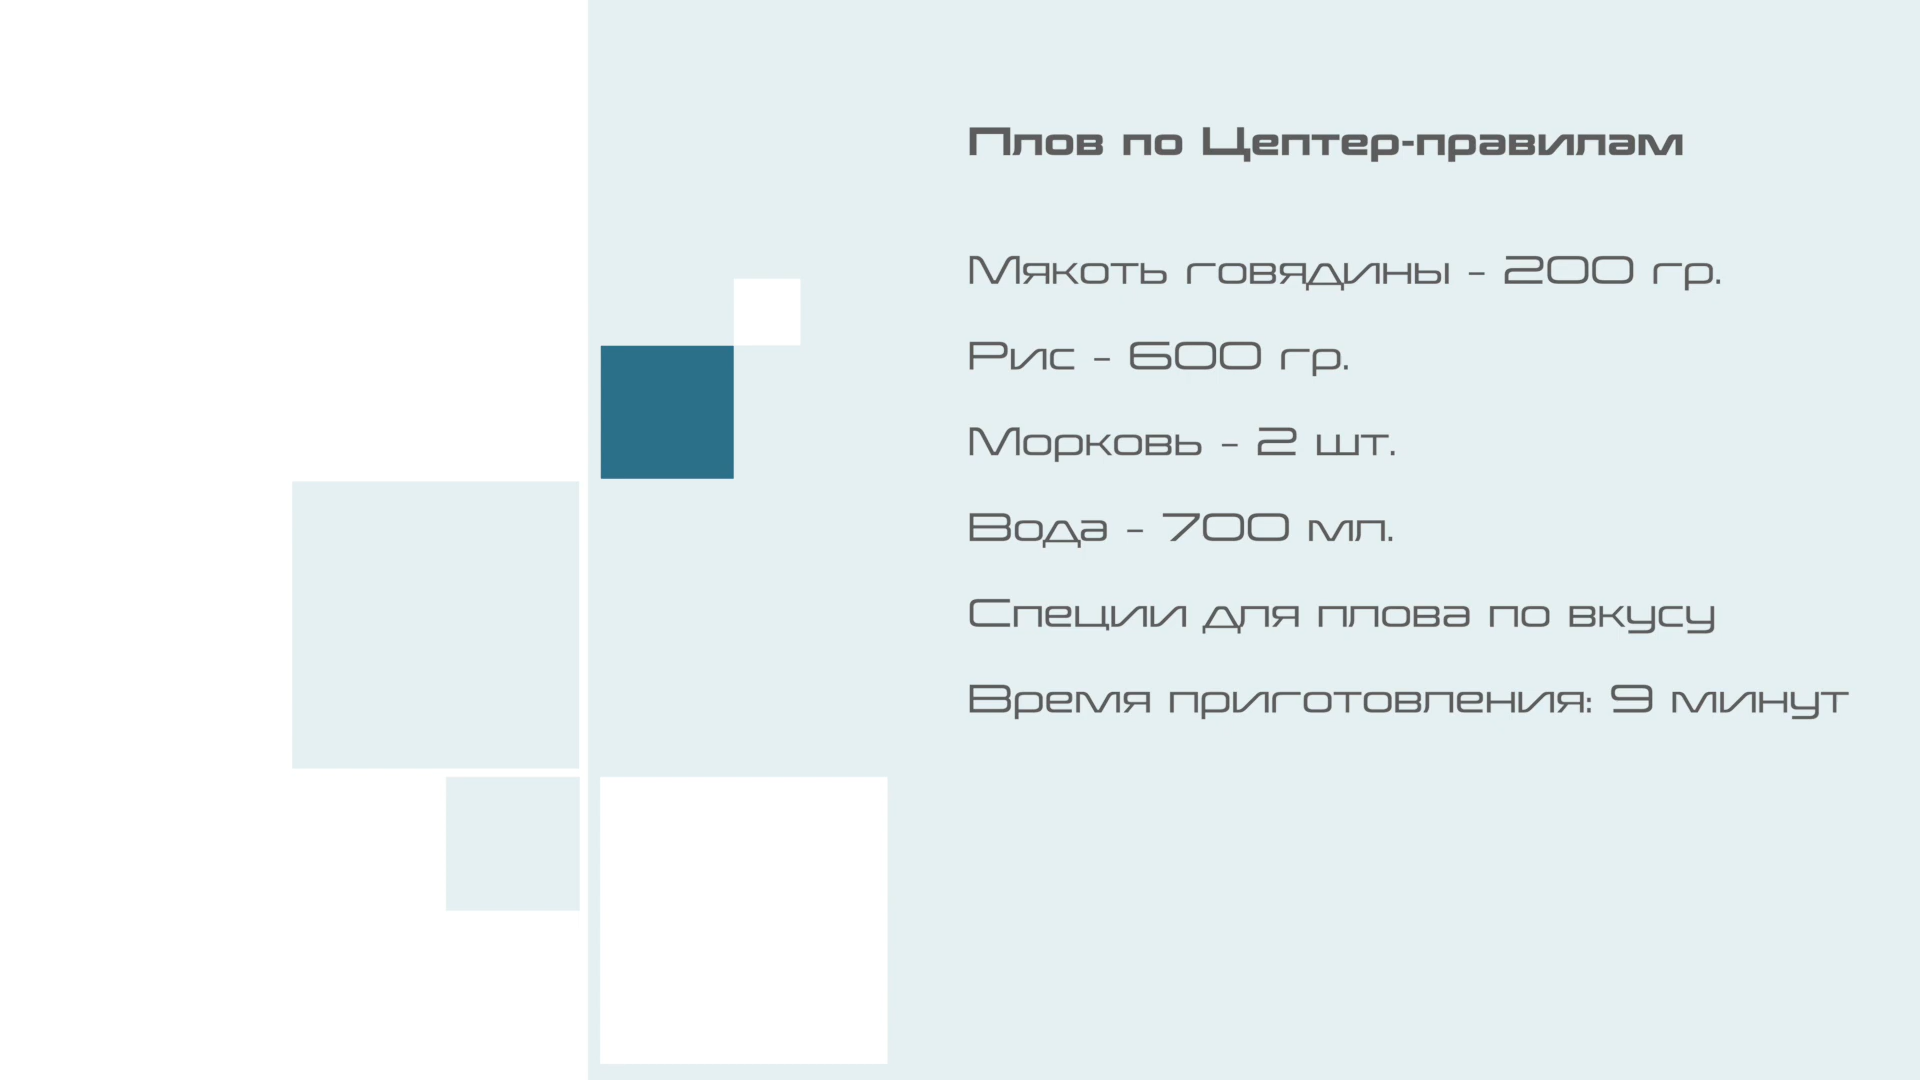 Плов по Цептер-правилам
Мякоть говядины - 200 гр.
Рис - 600 гр.
Морковь - 2 шт.
Вода - 700 мл.
Специи для плова по вкусу
Время приготовления: 9 минут